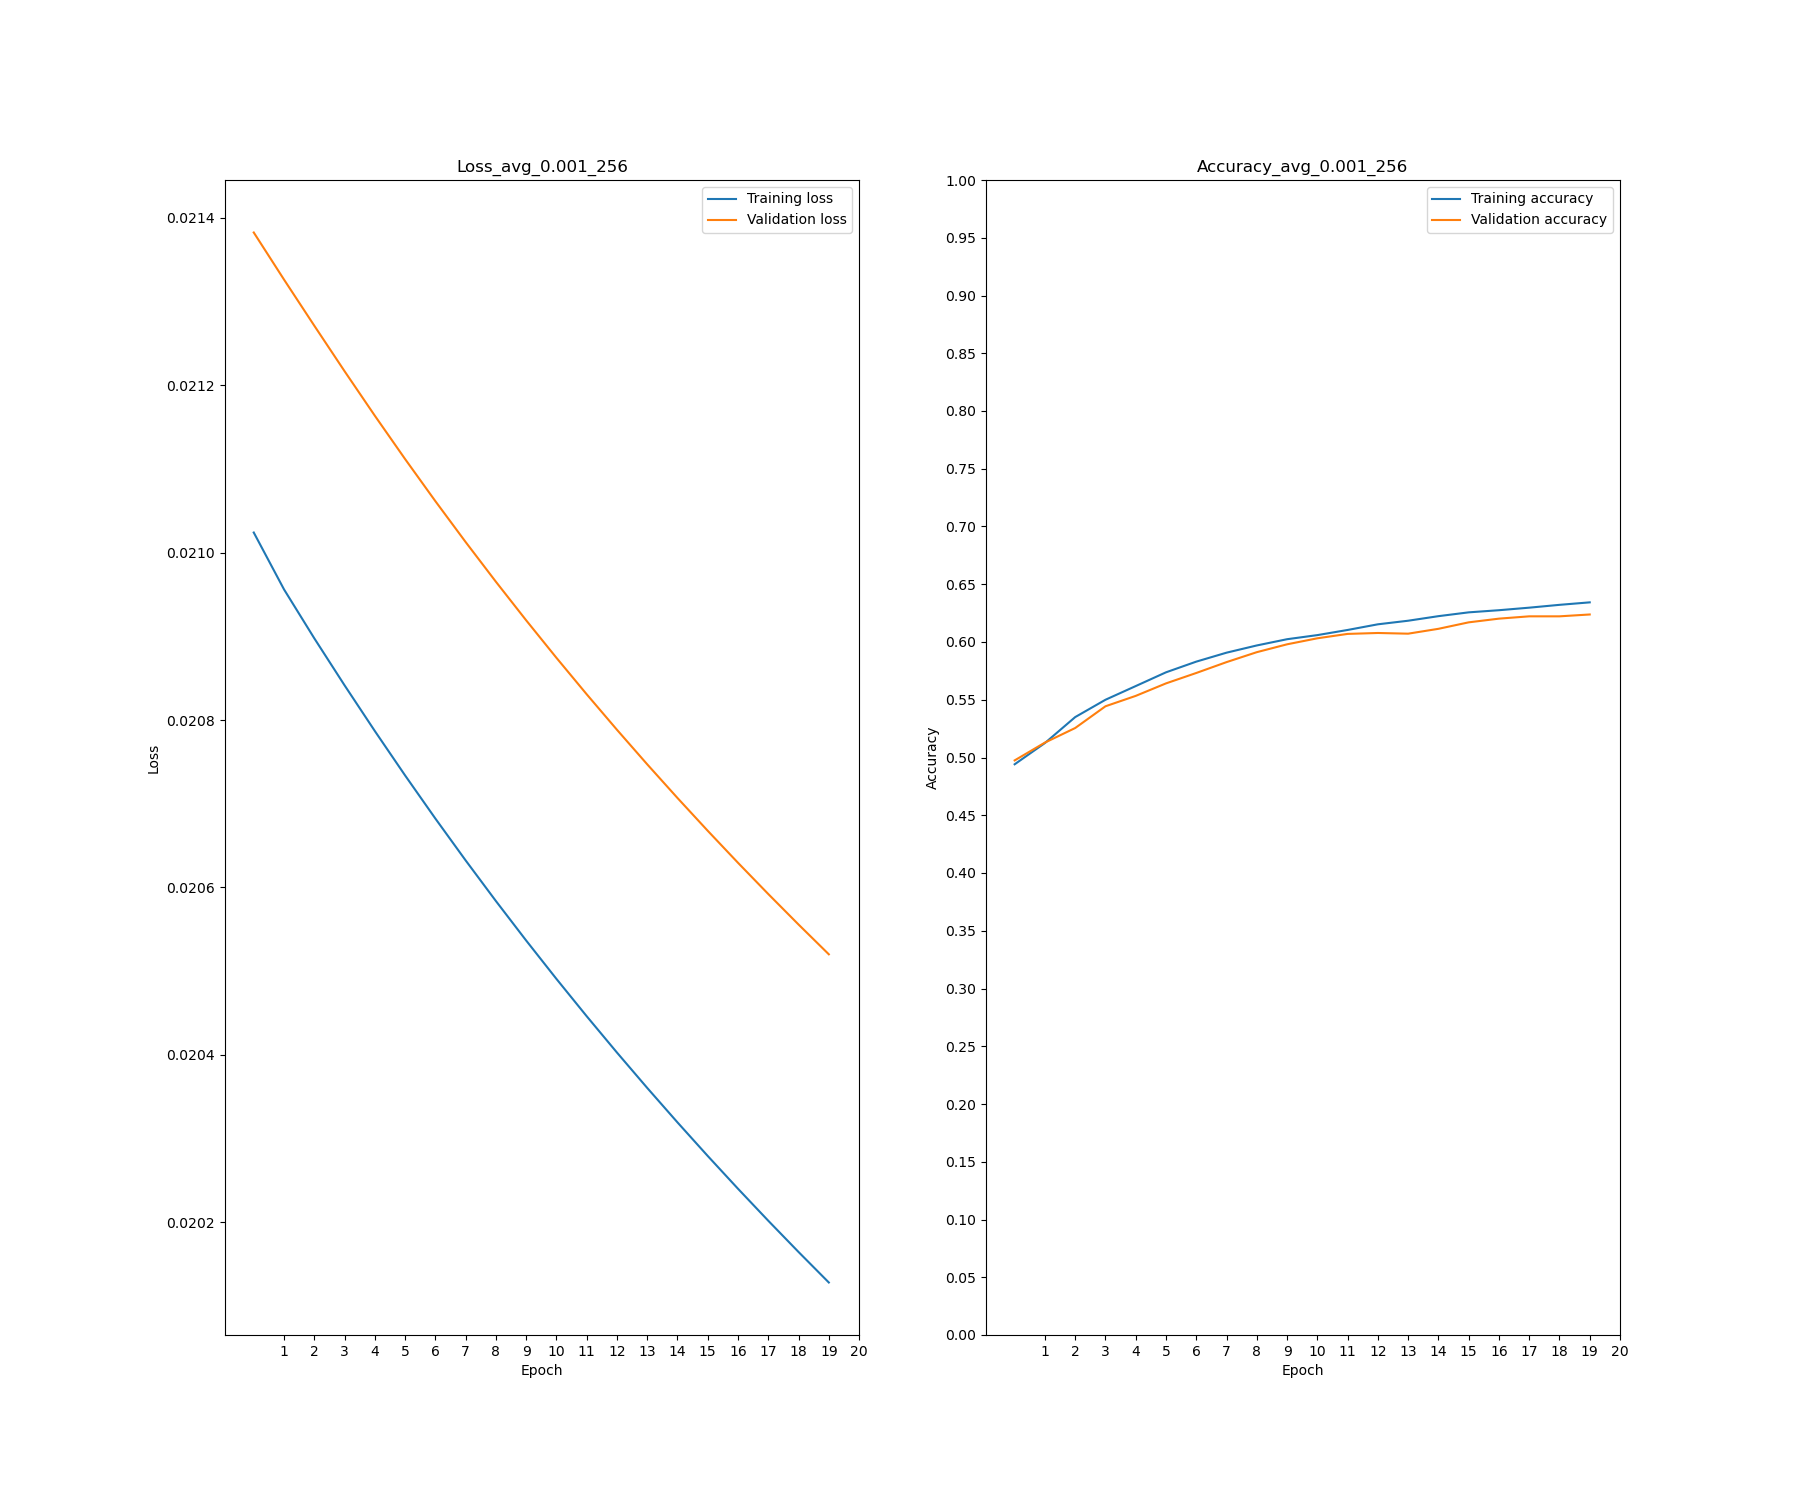 Loss_avg_0.001_256
Training loss
Validation loss
0.0214
0.0212
0.0210
0.0208
0.0206
0.0204
0.0202
Loss
1 2 3 4 5 6 7 8 9 10 11 12 13 14 15 16 17 18 19 20
Epoch
Accuracy_avg_0.001_256
Training accuracy
Validation accuracy
1.00
0.95
0.90
0.85
0.80
0.75
0.70
0.65
0.60
0.55
0.50
0.45
0.40
0.35
0.30
0.25
0.20
0.15
0.10
0.05
0.00
Accuracy
1 2 3 4 5 6 7 8 9 10 11 12 13 14 15 16 17 18 19 20
Epoch